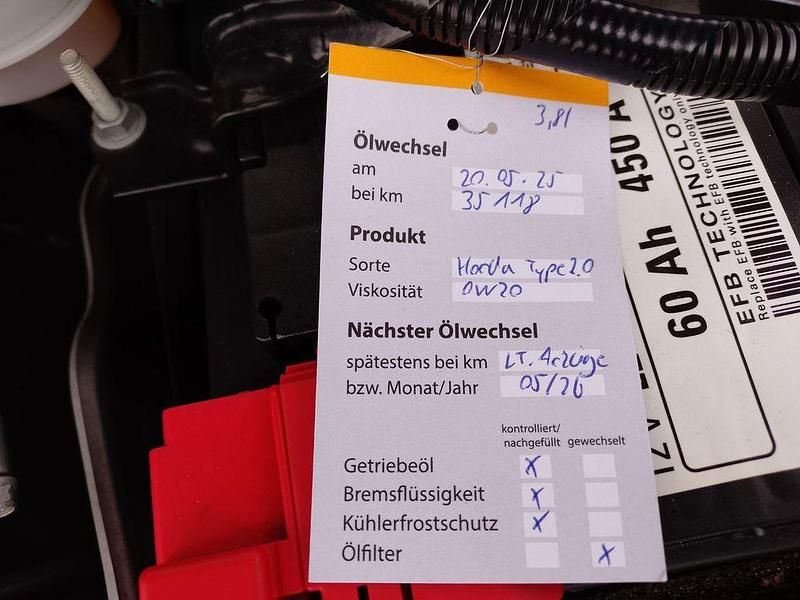 3,8l
Ölwechsel
am 20.05.25
bei km 35118
Produkt
Sorte Honda Type 2.0
Viskosität 0W20
Nächster Ölwechsel
spätestens bei km LT. Anzeige
bzw. Monat/Jahr 05/26
kontrolliert/
nachgefüllt gewechselt
Getriebeöl X
Bremsflüssigkeit X
Kühlerfrostschutz X
Ölfilter X
60 Ah 450 A
EFB TECHNOLOGY
Replace EFB with EFB technology only
12V